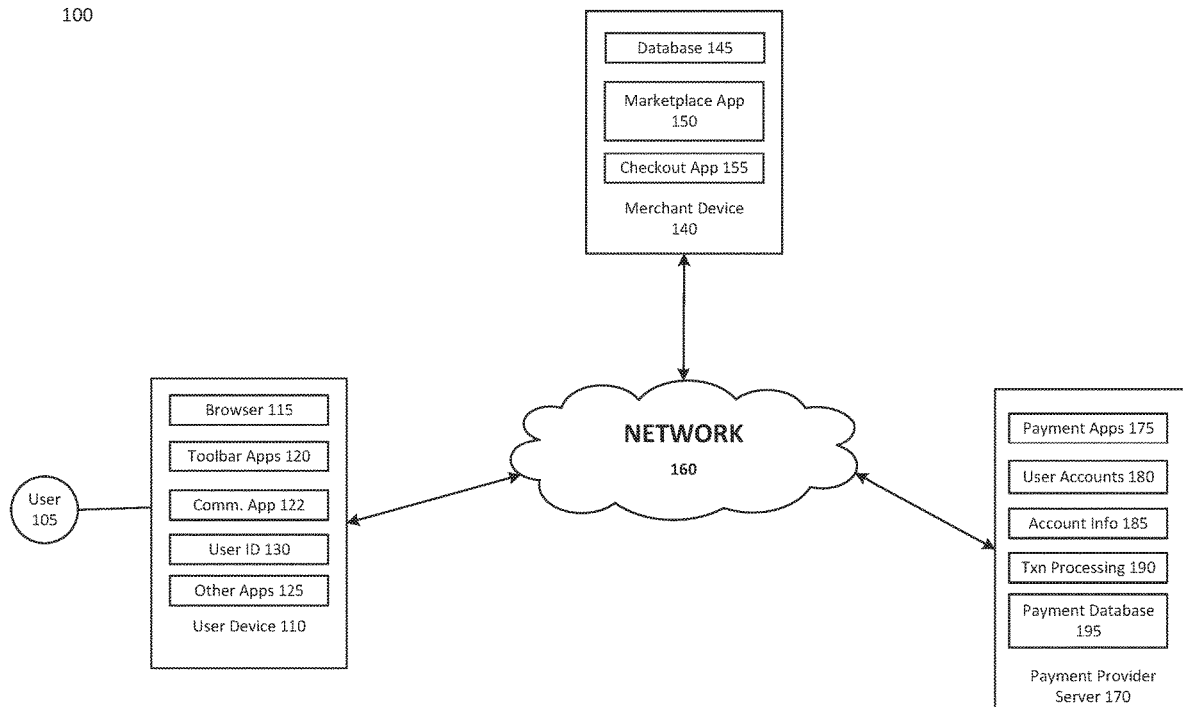 100
Database 145
Marketplace App
150
Checkout App 155
Merchant Device
140
NETWORK
160
User
105
Browser 115
Toolbar Apps 120
Comm. App 122
User ID 130
Other Apps 125
User Device 110
Payment Apps 175
User Accounts 180
Account Info 185
Txn Processing 190
Payment Database
195
Payment Provider
Server 170